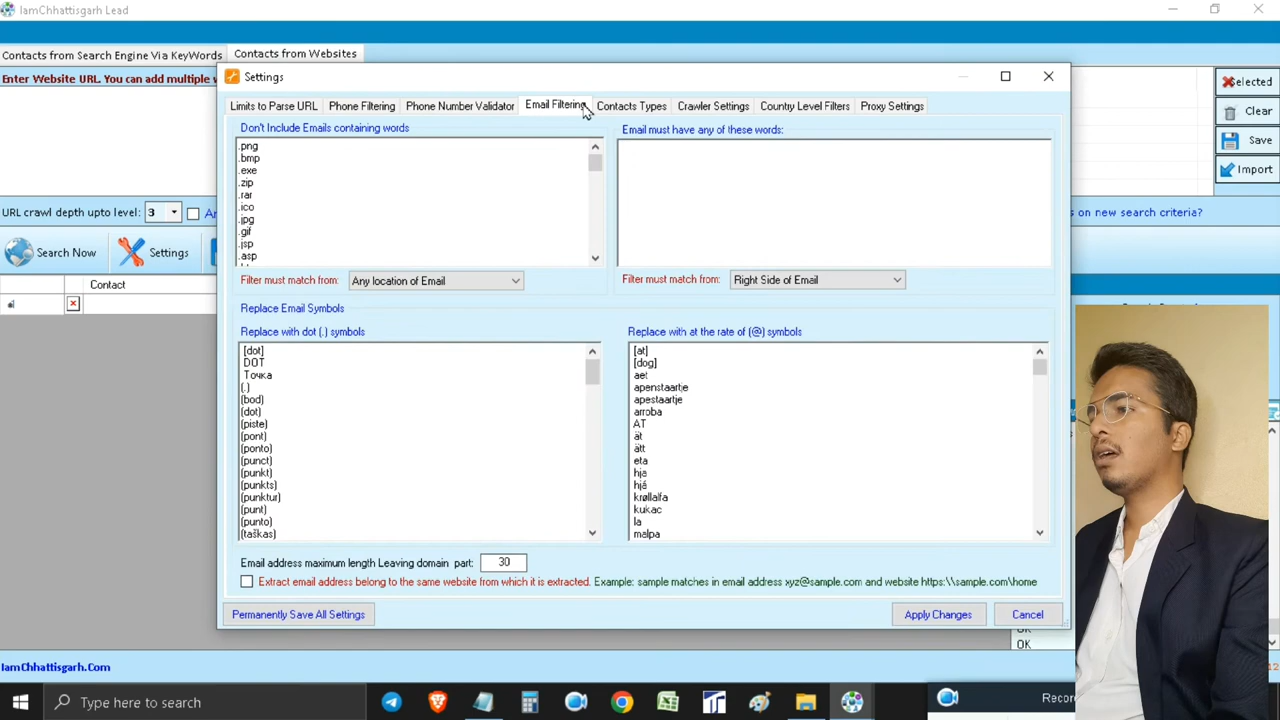 IamChhattisgarh Lead
Contacts from Search Engine Via KeyWords
Contacts from Websites
Enter Website URL. You can add multiple
Selected
Clear
Save
Import
URL crawl depth upto level:
3
on new search criteria?
Search Now
Settings
Contact
Settings
Limits to Parse URL
Phone Filtering
Phone Number Validator
Email Filtering
Contacts Types
Crawler Settings
Country Level Filters
Proxy Settings
Don't Include Emails containing words
.png
.bmp
.exe
.zip
.rar
.ico
.jpg
.gif
.jsp
.asp
Filter must match from:
Any location of Email
Email must have any of these words:
Filter must match from:
Right Side of Email
Replace Email Symbols
Replace with dot (.) symbols
[dot]
DOT
Точка
(.)
(bod)
(dot)
(piste)
(pont)
(ponto)
(punct)
(punkt)
(punkts)
(punktur)
(punt)
(punto)
(taškas)
Replace with at the rate of (@) symbols
[at]
[dog]
aet
apenstaartje
apestaartje
arroba
AT
ät
ätt
eta
hja
hjá
krøllalfa
kukac
la
malpa
Email address maximum length Leaving domain part:
30
Extract email address belong to the same website from which it is extracted. Example: sample matches in email address xyz@sample.com and website https:\\sample.com\home
Permanently Save All Settings
Apply Changes
Cancel
OK
OK
IamChhattisgarh.Com
12
Type here to search
Recor